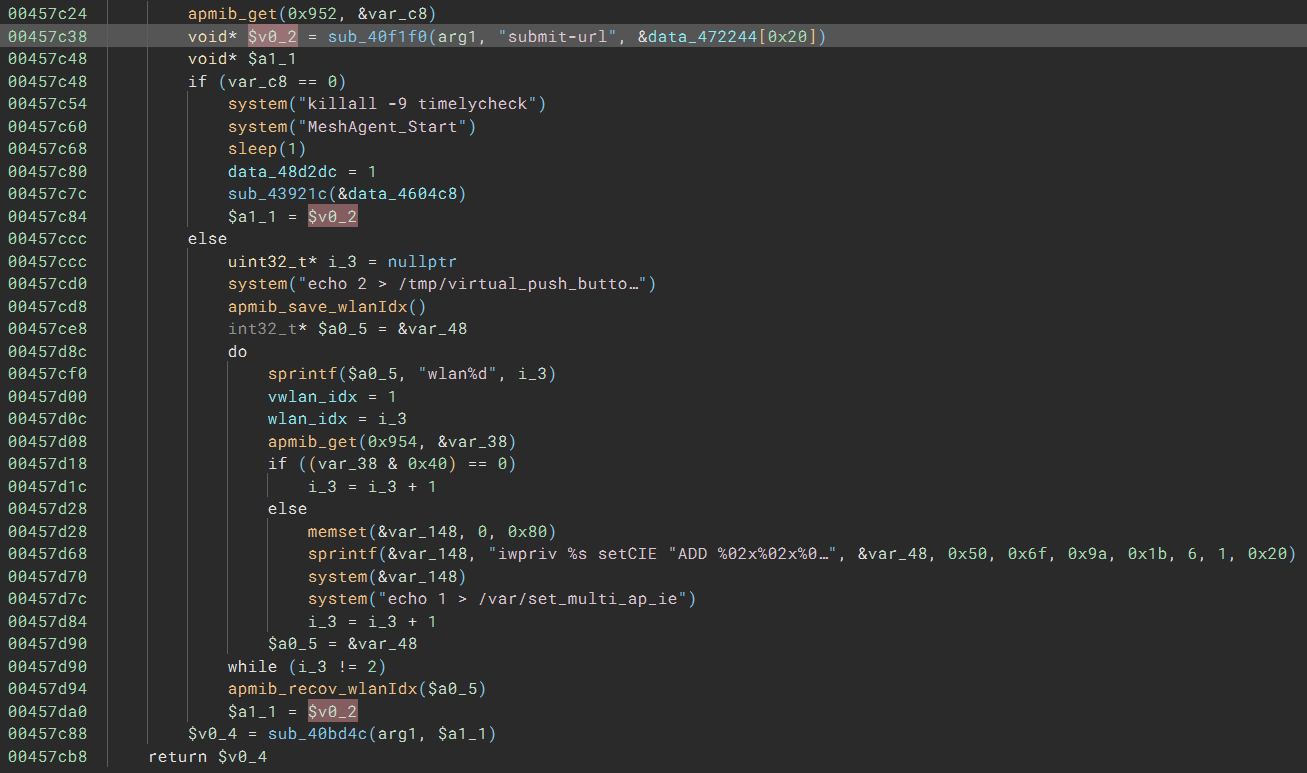 00457c24 apmib_get(0x952, &var_c8)
00457c38 void* $v0_2 = sub_40f1f0(arg1, "submit-url", &data_472244[0x20])
00457c48 void* $a1_1
00457c48 if (var_c8 == 0)
00457c54 system("killall -9 timelycheck")
00457c60 system("MeshAgent_Start")
00457c68 sleep(1)
00457c80 data_48d2dc = 1
00457c7c sub_43921c(&data_4604c8)
00457c84 $a1_1 = $v0_2
00457ccc else
00457ccc uint32_t* i_3 = nullptr
00457cd0 system("echo 2 > /tmp/virtual_push_butto…")
00457cd8 apmib_save_wlanIdx()
00457ce8 int32_t* $a0_5 = &var_48
00457d8c do
00457cf0 sprintf($a0_5, "wlan%d", i_3)
00457d00 vwlan_idx = 1
00457d0c wlan_idx = i_3
00457d08 apmib_get(0x954, &var_38)
00457d18 if ((var_38 & 0x40) == 0)
00457d1c i_3 = i_3 + 1
00457d28 else
00457d28 memset(&var_148, 0, 0x80)
00457d68 sprintf(&var_148, "iwpriv %s setCIE "ADD %02x%02x%0…", &var_48, 0x50, 0x6f, 0x9a, 0x1b, 6, 1, 0x20)
00457d70 system(&var_148)
00457d7c system("echo 1 > /var/set_multi_ap_ie")
00457d84 i_3 = i_3 + 1
00457d90 $a0_5 = &var_48
00457d90 while (i_3 != 2)
00457d94 apmib_recov_wlanIdx($a0_5)
00457da0 $a1_1 = $v0_2
00457c88 $v0_4 = sub_40bd4c(arg1, $a1_1)
00457cb8 return $v0_4